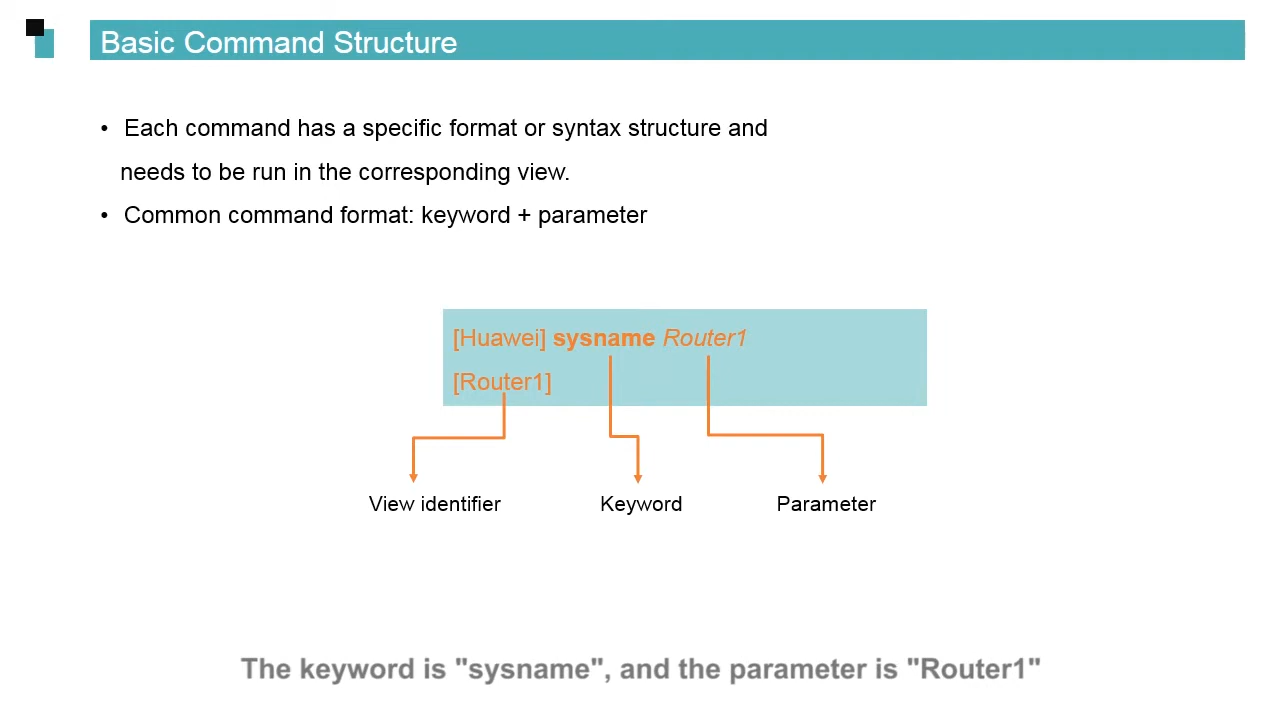 Basic Command Structure
• Each command has a specific format or syntax structure and
needs to be run in the corresponding view.
• Common command format: keyword + parameter
[Huawei] sysname Router1
[Router1]
View identifier Keyword Parameter
The keyword is "sysname", and the parameter is "Router1"